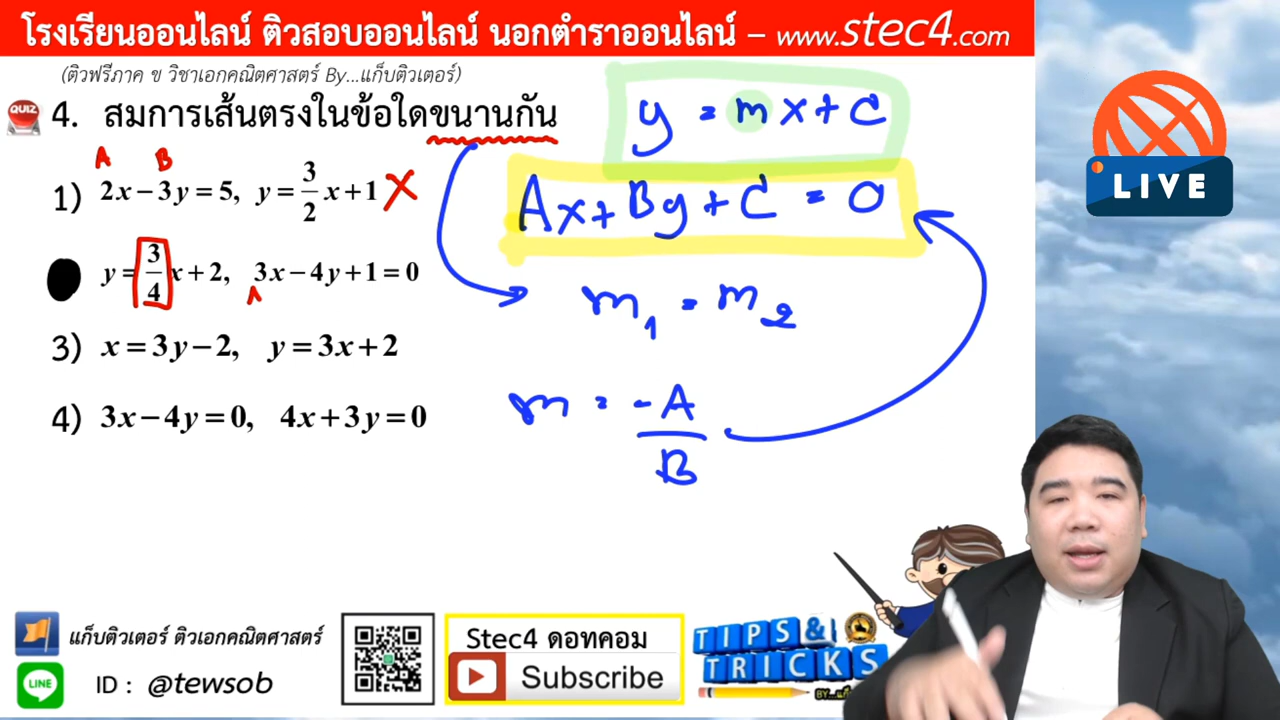 โรงเรียนออนไลน์ ติวสอบออนไลน์ นอกตำราออนไลน์ – www.stec4.com
(ติวฟรีภาค ข วิชาเอกคณิตศาสตร์ By...แก็บติวเตอร์)
QUIZ 4. สมการเส้นตรงในข้อใดขนานกัน
y = mx + C
A B
1) 2x − 3y = 5, y = 3/2 x + 1 X
Ax + By + C = 0
LIVE
y = 3/4 x + 2, 3x − 4y + 1 = 0
A
m₁ = m₂
3) x = 3y − 2, y = 3x + 2
4) 3x − 4y = 0, 4x + 3y = 0
m = -A/B
แก็บติวเตอร์ ติวเอกคณิตศาสตร์
LINE ID : @tewsob
Stec4 ดอทคอม
Subscribe
TIPS &
TRICKS